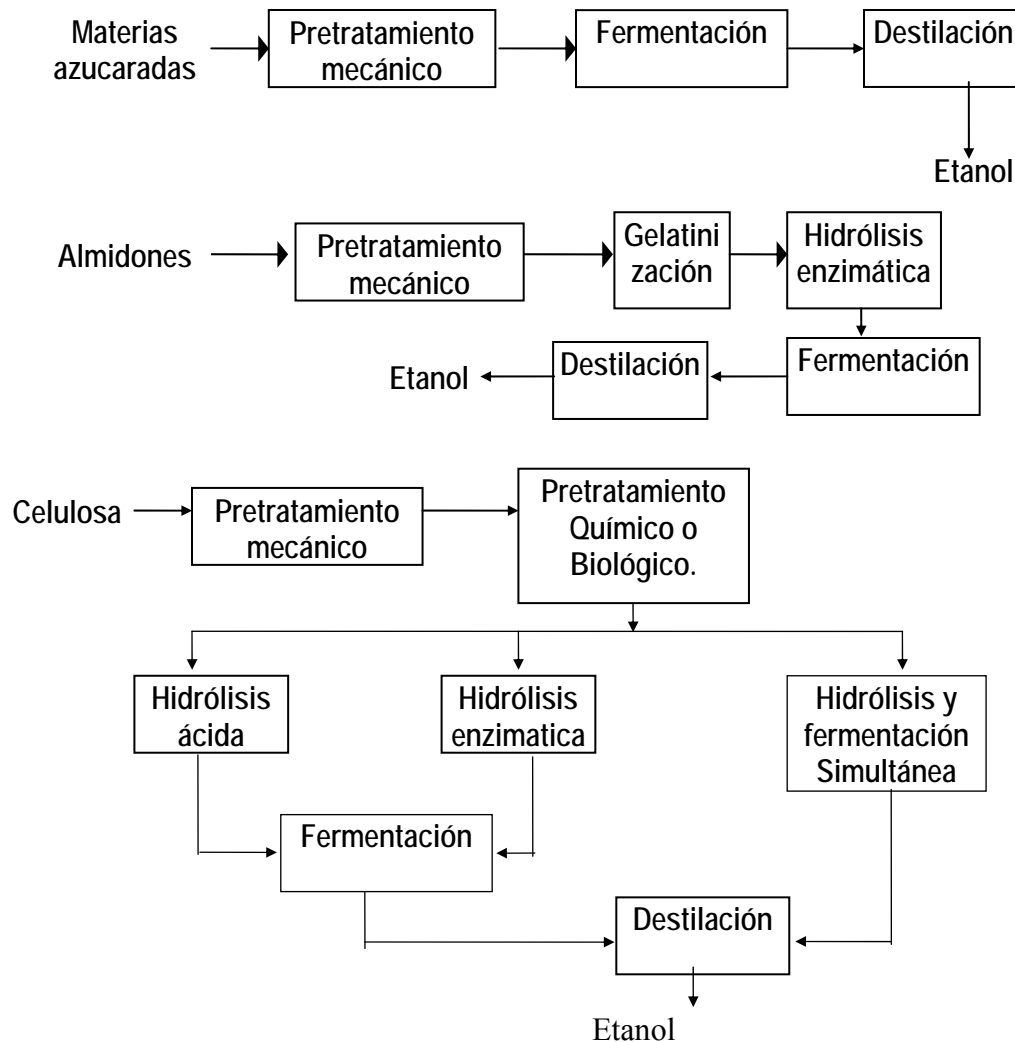 Materias
azucaradas
Pretratamiento
mecánico
Fermentación
Destilación
Etanol
Almidones
Pretratamiento
mecánico
Gelatini
zación
Hidrólisis
enzimática
Etanol
Destilación
Fermentación
Celulosa
Pretratamiento
mecánico
Pretratamiento
Químico o
Biológico.
Hidrólisis
ácida
Hidrólisis
enzimatica
Hidrólisis y
fermentación
Simultánea
Fermentación
Destilación
Etanol